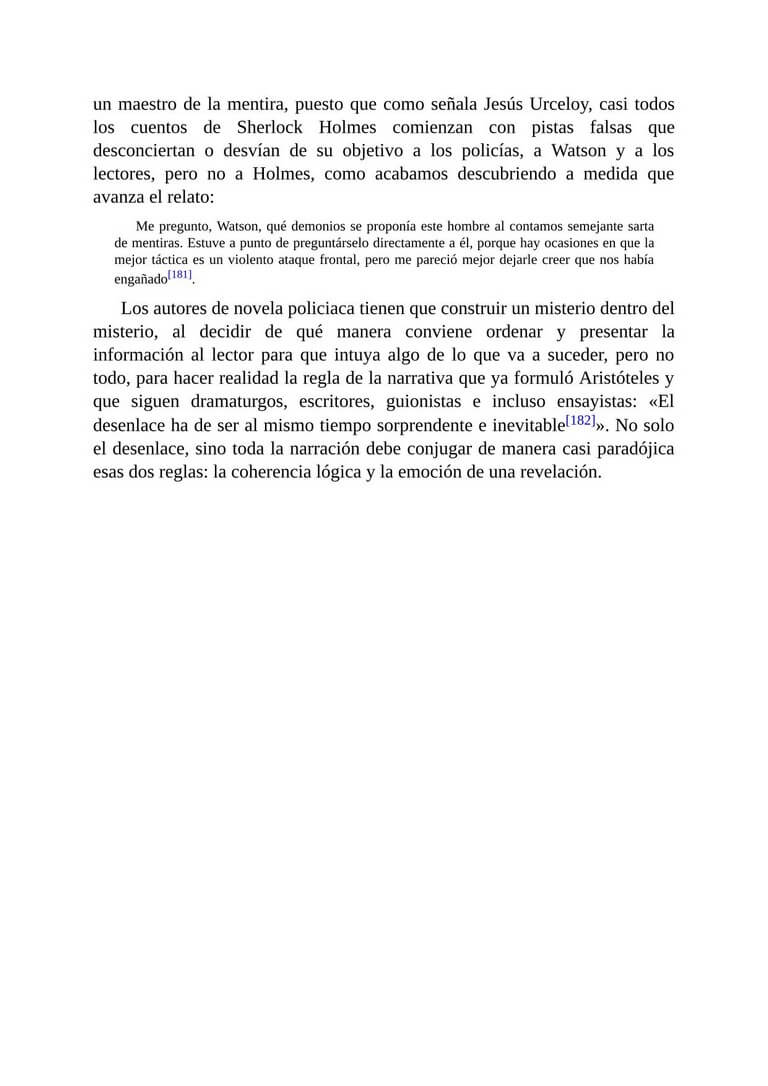 un maestro de la mentira, puesto que como señala Jesús Urceloy, casi todos
los cuentos de Sherlock Holmes comienzan con pistas falsas que
desconciertan o desvían de su objetivo a los policías, a Watson y a los
lectores, pero no a Holmes, como acabamos descubriendo a medida que
avanza el relato:
Me pregunto, Watson, qué demonios se proponía este hombre al contamos semejante sarta
de mentiras. Estuve a punto de preguntárselo directamente a él, porque hay ocasiones en que la
mejor táctica es un violento ataque frontal, pero me pareció mejor dejarle creer que nos había
engañado[181].
Los autores de novela policiaca tienen que construir un misterio dentro del
misterio, al decidir de qué manera conviene ordenar y presentar la
información al lector para que intuya algo de lo que va a suceder, pero no
todo, para hacer realidad la regla de la narrativa que ya formuló Aristóteles y
que siguen dramaturgos, escritores, guionistas e incluso ensayistas: «El
desenlace ha de ser al mismo tiempo sorprendente e inevitable[182]». No solo
el desenlace, sino toda la narración debe conjugar de manera casi paradójica
esas dos reglas: la coherencia lógica y la emoción de una revelación.